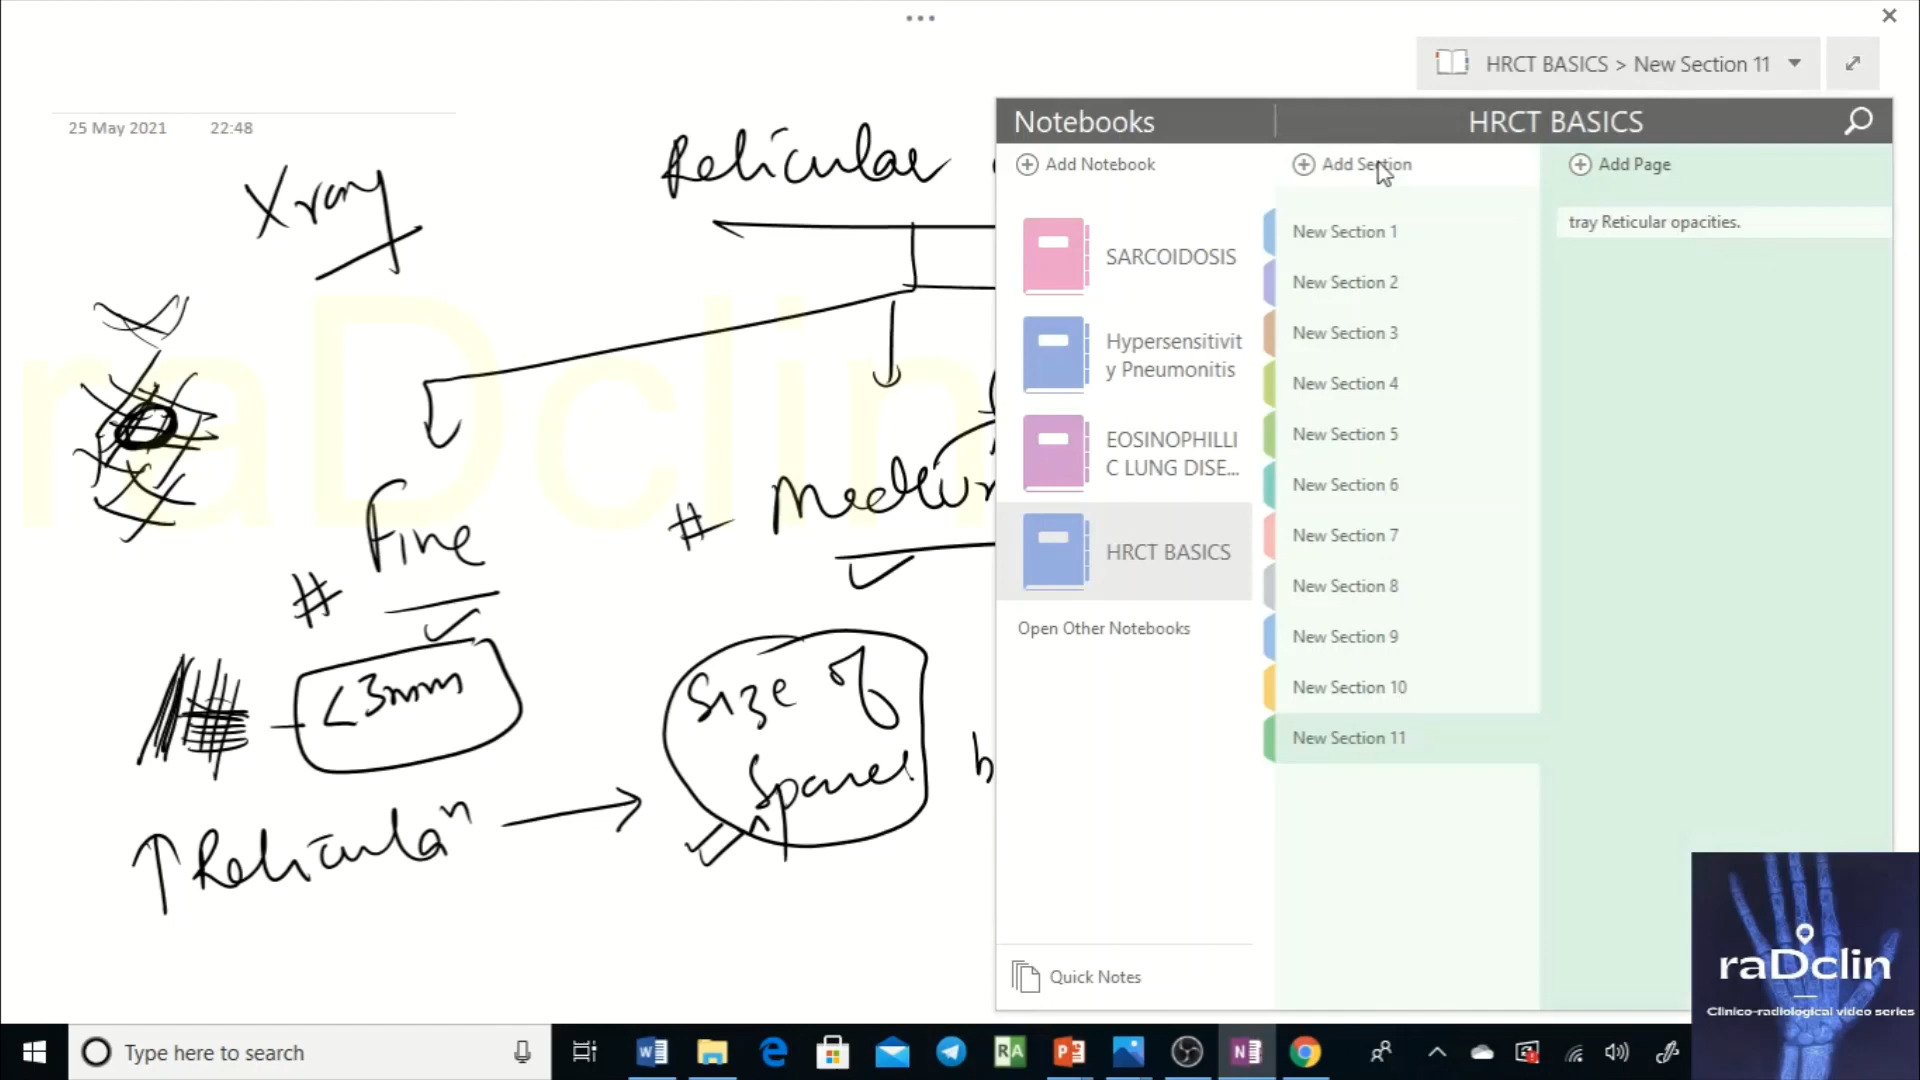 HRCT BASICS > New Section 11
25 May 2021 22:48
Xray
Reticular
# Fine
# Medium
<3mm
Size of
Spaces
↑Reticulaⁿ
Notebooks
HRCT BASICS
Add Notebook
Add Section
Add Page
SARCOIDOSIS
Hypersensitivit
y Pneumonitis
EOSINOPHILLI
C LUNG DISE...
HRCT BASICS
Open Other Notebooks
Quick Notes
New Section 1
New Section 2
New Section 3
New Section 4
New Section 5
New Section 6
New Section 7
New Section 8
New Section 9
New Section 10
New Section 11
tray Reticular opacities.
raDclin
raDclin
Clinico-radiological video series
Type here to search